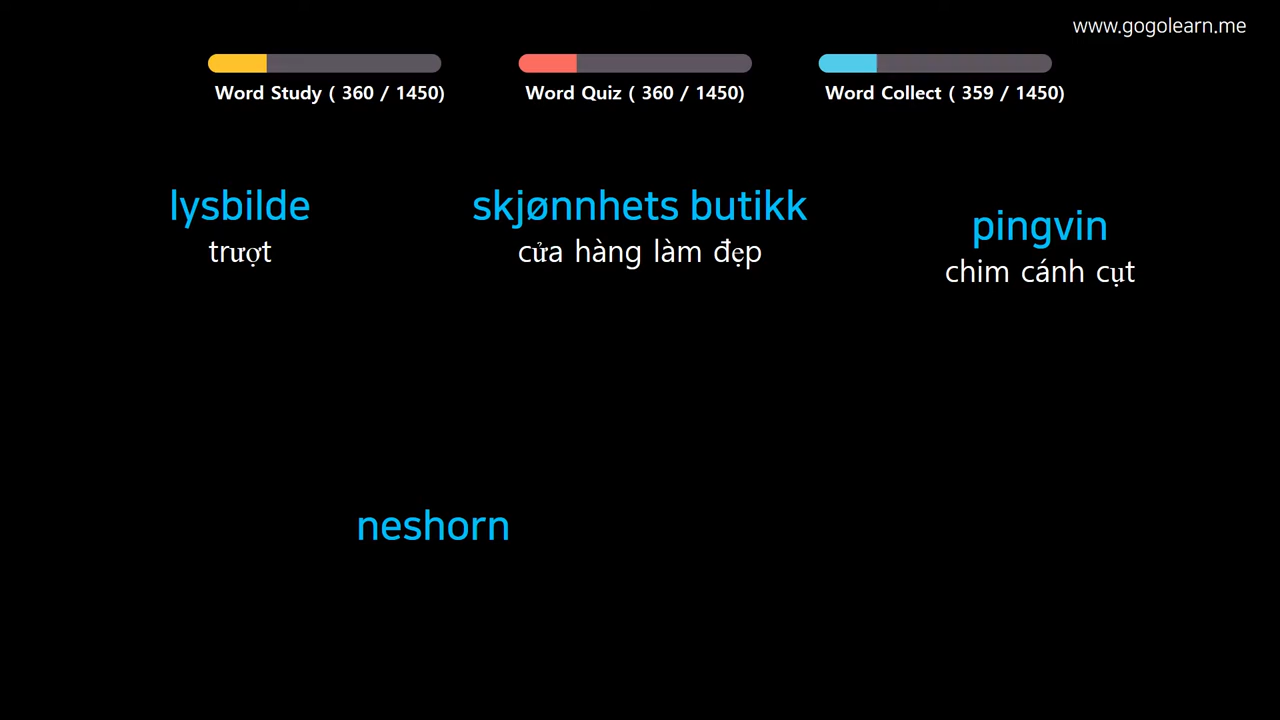 www.gogolearn.me
Word Study ( 360 / 1450)
Word Quiz ( 360 / 1450)
Word Collect ( 359 / 1450)
lysbilde
trượt
skjønnhets butikk
cửa hàng làm đẹp
pingvin
chim cánh cụt
neshorn